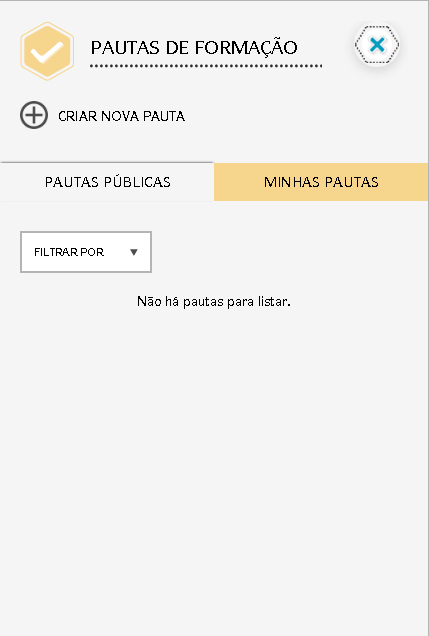 PAUTAS DE FORMAÇÃO
CRIAR NOVA PAUTA
PAUTAS PÚBLICAS
MINHAS PAUTAS
FILTRAR POR
Não há pautas para listar.